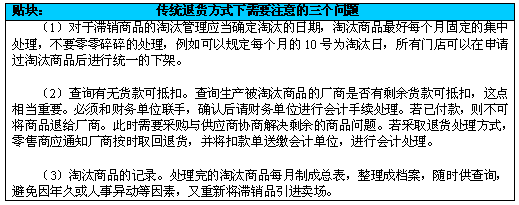 贴块：	传统退货方式下需要注意的三个问题
（1）对于滞销商品的淘汰管理应当确定淘汰的日期，淘汰商品最好每个月固定的集中
处理，不要零零碎碎的处理，例如可以规定每个月的 10 号为淘汰日，所有门店可以在申请
过淘汰商品后进行统一的下架。
（2）查询有无货款可抵扣。查询生产被淘汰商品的厂商是否有剩余货款可抵扣，这点
相当重要。必须和财务单位联手，确认后请财务单位进行会计手续处理。若已付款，则不可
将商品退给厂商。此时需要采购与供应商协商解决剩余的商品问题。若采取退货处理方式，
零售商应通知厂商按时取回退货，并将扣款单送缴会计单位，进行会计处理。
（3）淘汰商品的记录。处理完的淘汰商品每月制成总表，整理成档案，随时供查询，
避免因年久或人事异动等因素，又重新将滞销品引进卖场。